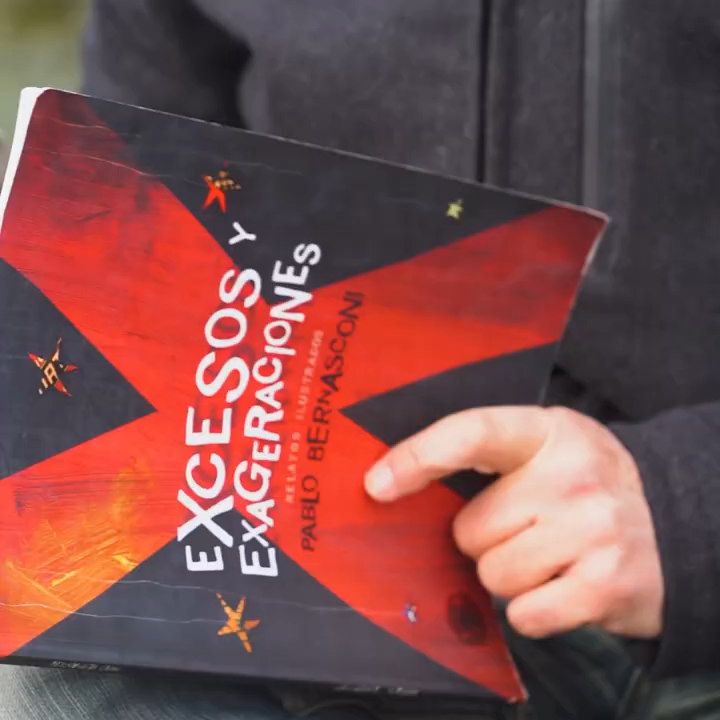 EXCESOS Y
EXAGERACIONES
RELATOS ILUSTRADOS
PABLO BERNASCONI